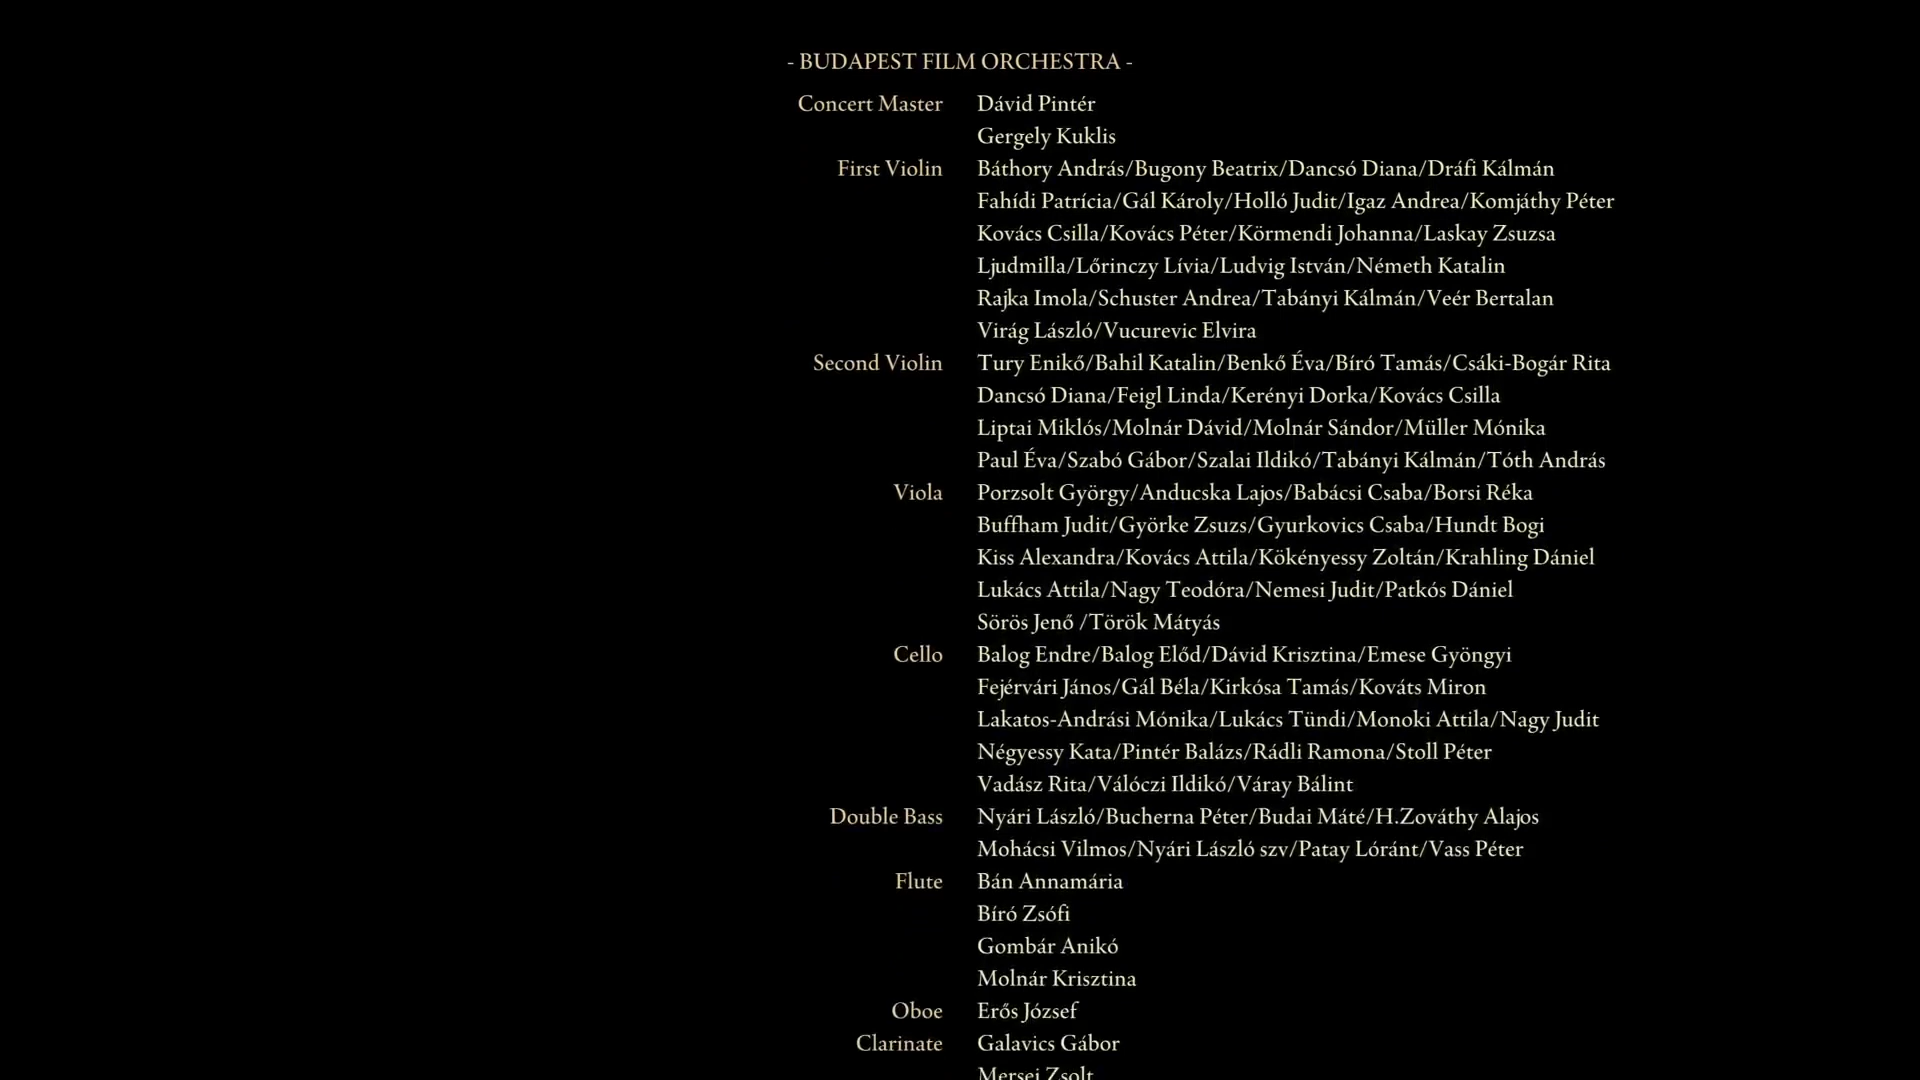 - BUDAPEST FILM ORCHESTRA -
Concert Master Dávid Pintér
Gergely Kuklis
First Violin Báthory András/Bugony Beatrix/Dancsó Diana/Dráfi Kálmán
Fahídi Patrícia/Gál Károly/Holló Judit/Igaz Andrea/Komjáthy Péter
Kovács Csilla/Kovács Péter/Körmendi Johanna/Laskay Zsuzsa
Ljudmilla/Lőrinczy Lívia/Ludvig István/Németh Katalin
Rajka Imola/Schuster Andrea/Tabányi Kálmán/Veér Bertalan
Virág László/Vucurevic Elvira
Second Violin Tury Enikő/Bahil Katalin/Benkő Éva/Bíró Tamás/Csáki-Bogár Rita
Dancsó Diana/Feigl Linda/Kerényi Dorka/Kovács Csilla
Liptai Miklós/Molnár Dávid/Molnár Sándor/Müller Mónika
Paul Éva/Szabó Gábor/Szalai Ildikó/Tabányi Kálmán/Tóth András
Viola Porzsolt György/Anducska Lajos/Babácsi Csaba/Borsi Réka
Buffham Judit/Györke Zsuzs/Gyurkovics Csaba/Hundt Bogi
Kiss Alexandra/Kovács Attila/Kökényessy Zoltán/Krahling Dániel
Lukács Attila/Nagy Teodóra/Nemesi Judit/Patkós Dániel
Sörös Jenő /Török Mátyás
Cello Balog Endre/Balog Előd/Dávid Krisztina/Emese Gyöngyi
Fejérvári János/Gál Béla/Kirkósa Tamás/Kováts Miron
Lakatos-Andrási Mónika/Lukács Tündi/Monoki Attila/Nagy Judit
Négyessy Kata/Pintér Balázs/Rádli Ramona/Stoll Péter
Vadász Rita/Válóczi Ildikó/Váray Bálint
Double Bass Nyári László/Bucherna Péter/Budai Máté/H.Zováthy Alajos
Mohácsi Vilmos/Nyári László szv/Patay Lóránt/Vass Péter
Flute Bán Annamária
Bíró Zsófi
Gombár Anikó
Molnár Krisztina
Oboe Erős József
Clarinate Galavics Gábor
Mersei Zsolt